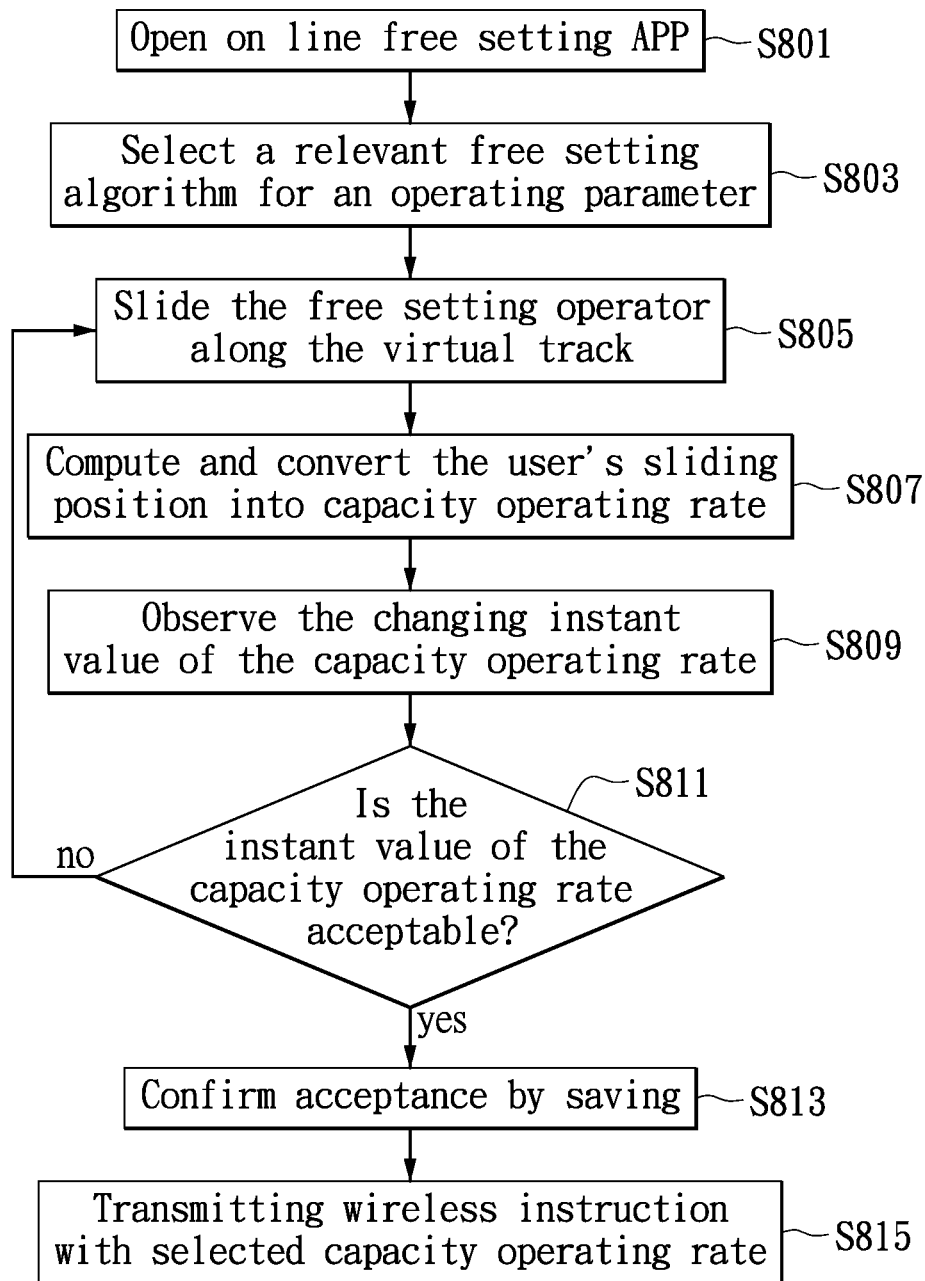 Open on line free setting APP
S801
Select a relevant free setting
algorithm for an operating parameter
S803
Slide the free setting operator
along the virtual track
S805
Compute and convert the user's sliding
position into capacity operating rate
S807
Observe the changing instant
value of the capacity operating rate
S809
Is the
instant value of the
capacity operating rate
acceptable?
S811
no
yes
Confirm acceptance by saving
S813
Transmitting wireless instruction
with selected capacity operating rate
S815